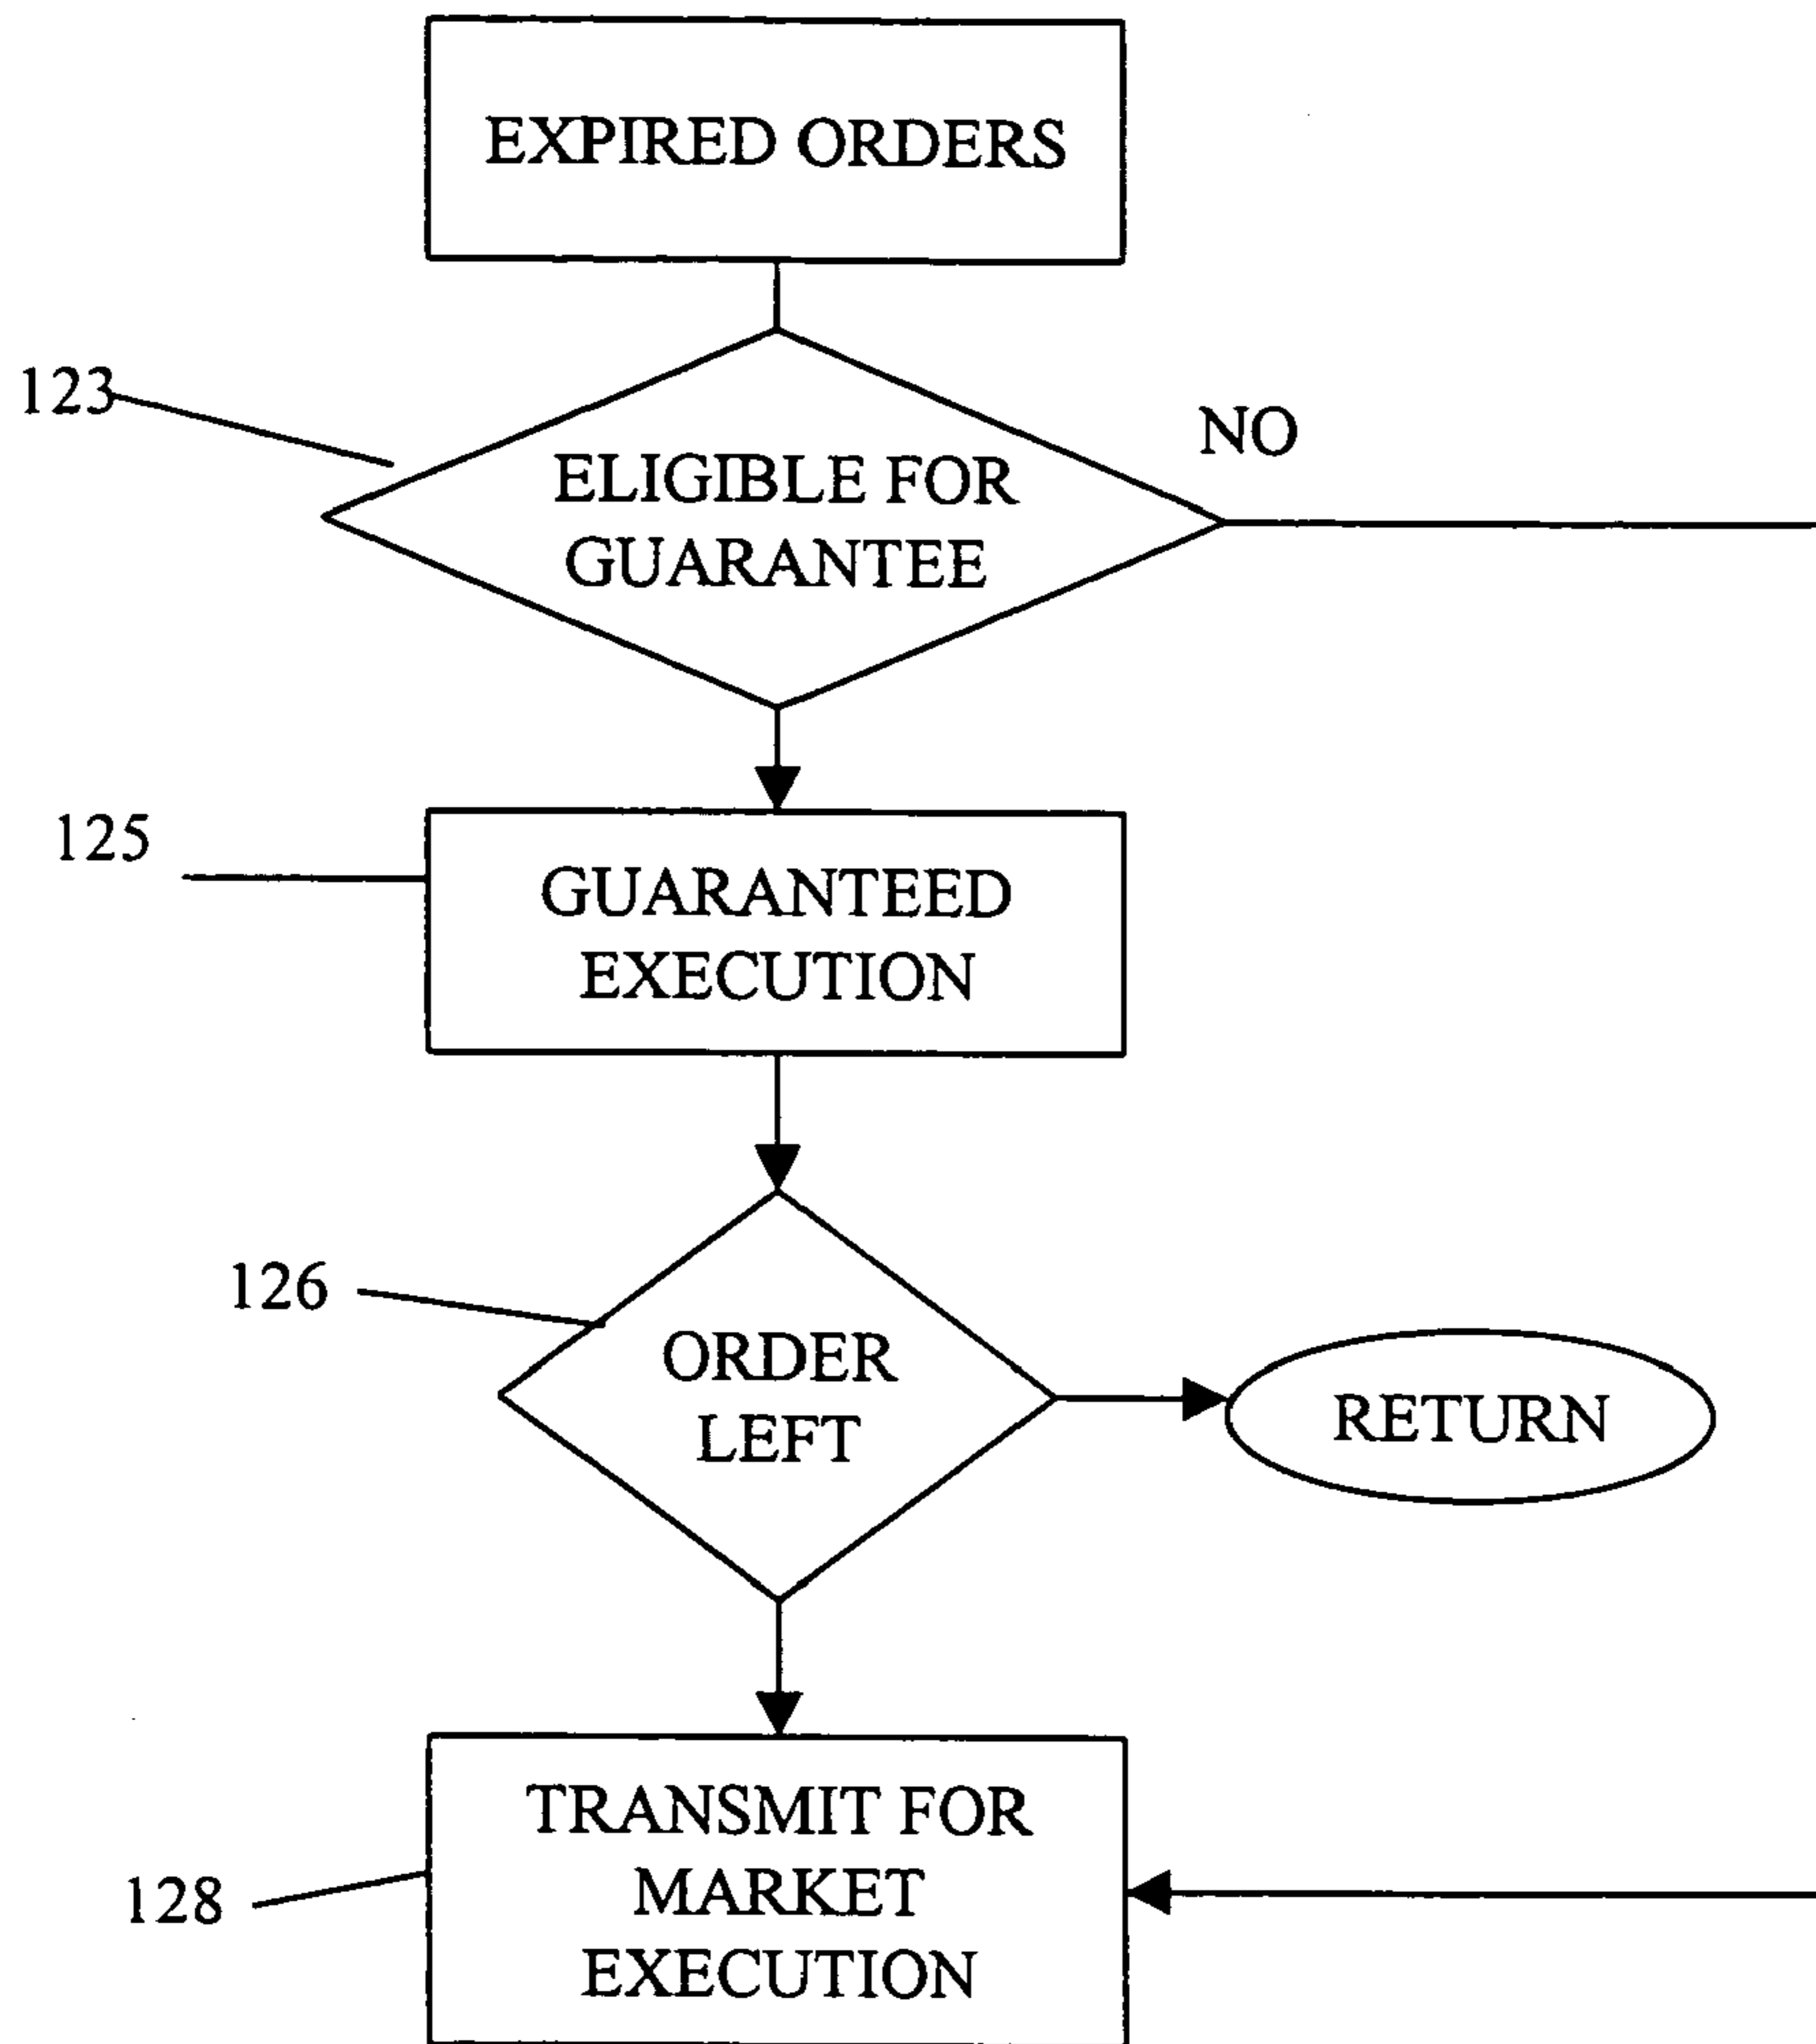 EXPIRED ORDERS
123
NO
ELIGIBLE FOR
GUARANTEE
125
GUARANTEED
EXECUTION
126
ORDER
LEFT
RETURN
TRANSMIT FOR
MARKET
EXECUTION
128